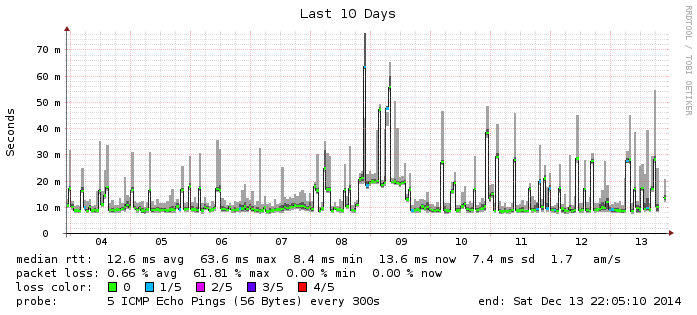 Last 10 Days
RRDTOOL / TOBI OETIKER
Seconds
70 m
60 m
50 m
40 m
30 m
20 m
10 m
0
04 05 06 07 08 09 10 11 12 13
median rtt: 12.6 ms avg 63.6 ms max 8.4 ms min 13.6 ms now 7.4 ms sd 1.7 am/s
packet loss: 0.66 % avg 61.81 % max 0.00 % min 0.00 % now
loss color: 0 1/5 2/5 3/5 4/5
probe: 5 ICMP Echo Pings (56 Bytes) every 300s end: Sat Dec 13 22:05:10 2014